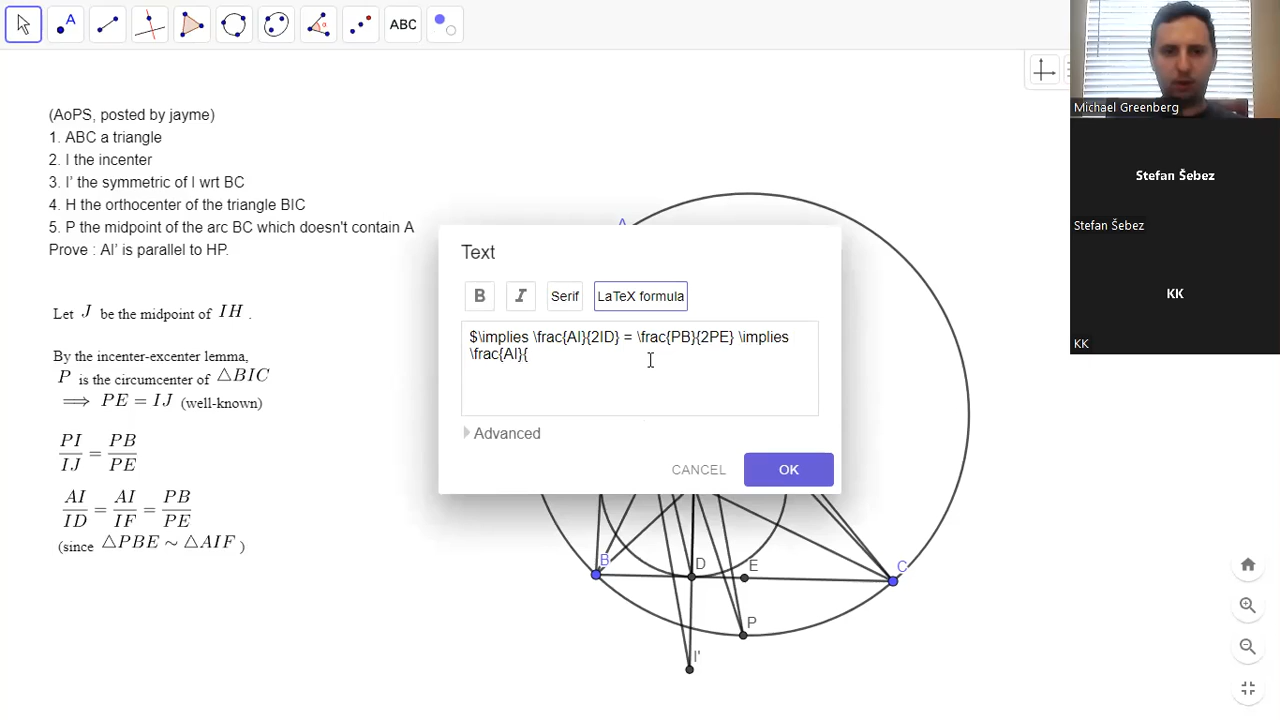 ABC
Michael Greenberg
(AoPS, posted by jayme)
1. ABC a triangle
2. I the incenter
3. I’ the symmetric of I wrt BC
4. H the orthocenter of the triangle BIC
5. P the midpoint of the arc BC which doesn't contain A
Prove : AI’ is parallel to HP.
Stefan Šebez
Stefan Šebez
KK
KK
A
Text
B I Serif LaTeX formula
$\implies \frac{AI}{2ID} = \frac{PB}{2PE} \implies
\frac{AI}{
Advanced
CANCEL OK
Let J be the midpoint of IH .
By the incenter-excenter lemma,
P is the circumcenter of △BIC
⟹ PE = IJ (well-known)
PI/IJ = PB/PE
AI/ID = AI/IF = PB/PE
(since △PBE ∼ △AIF )
B
D
E
C
P
I'